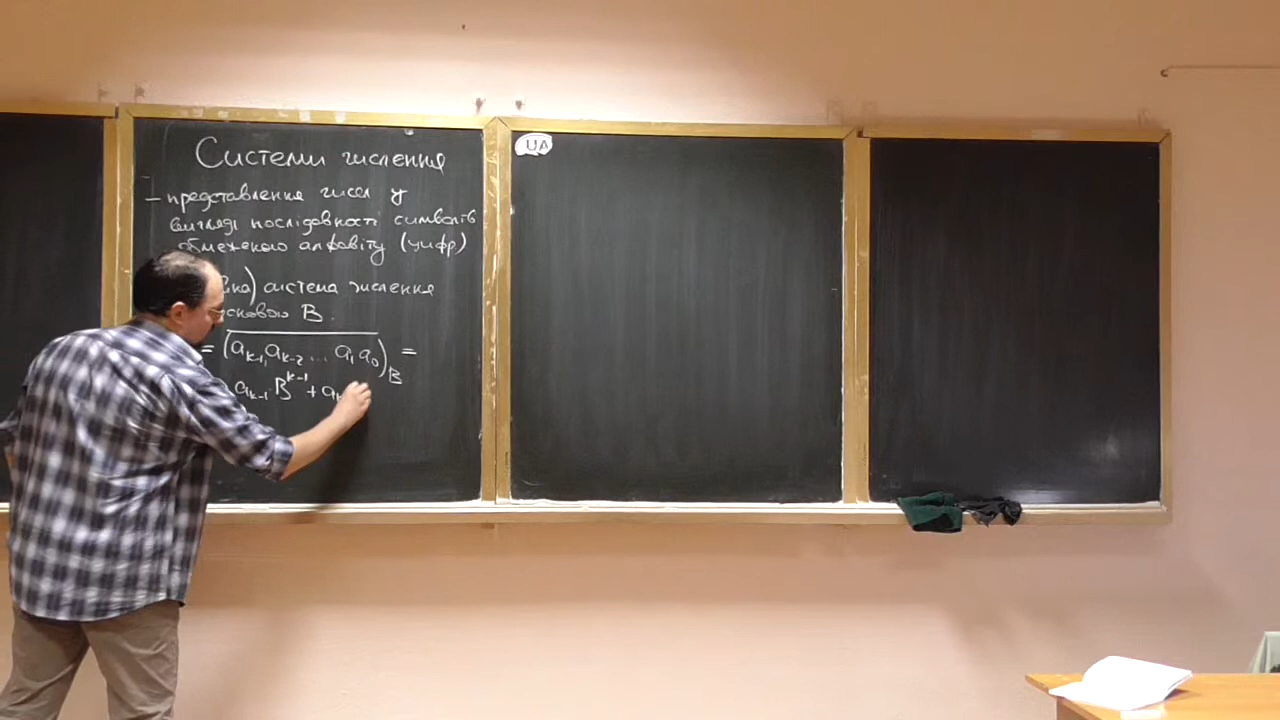 Системи числення
— представлення чисел у
вигляді послідовності символів
обмеженого алфавіту (цифр)
вка) система числення
основою B.
= (a_{k-1} a_{k-2} ... a_1 a_0)_B =
a_{k-1} · B^{k-1} + a
UA